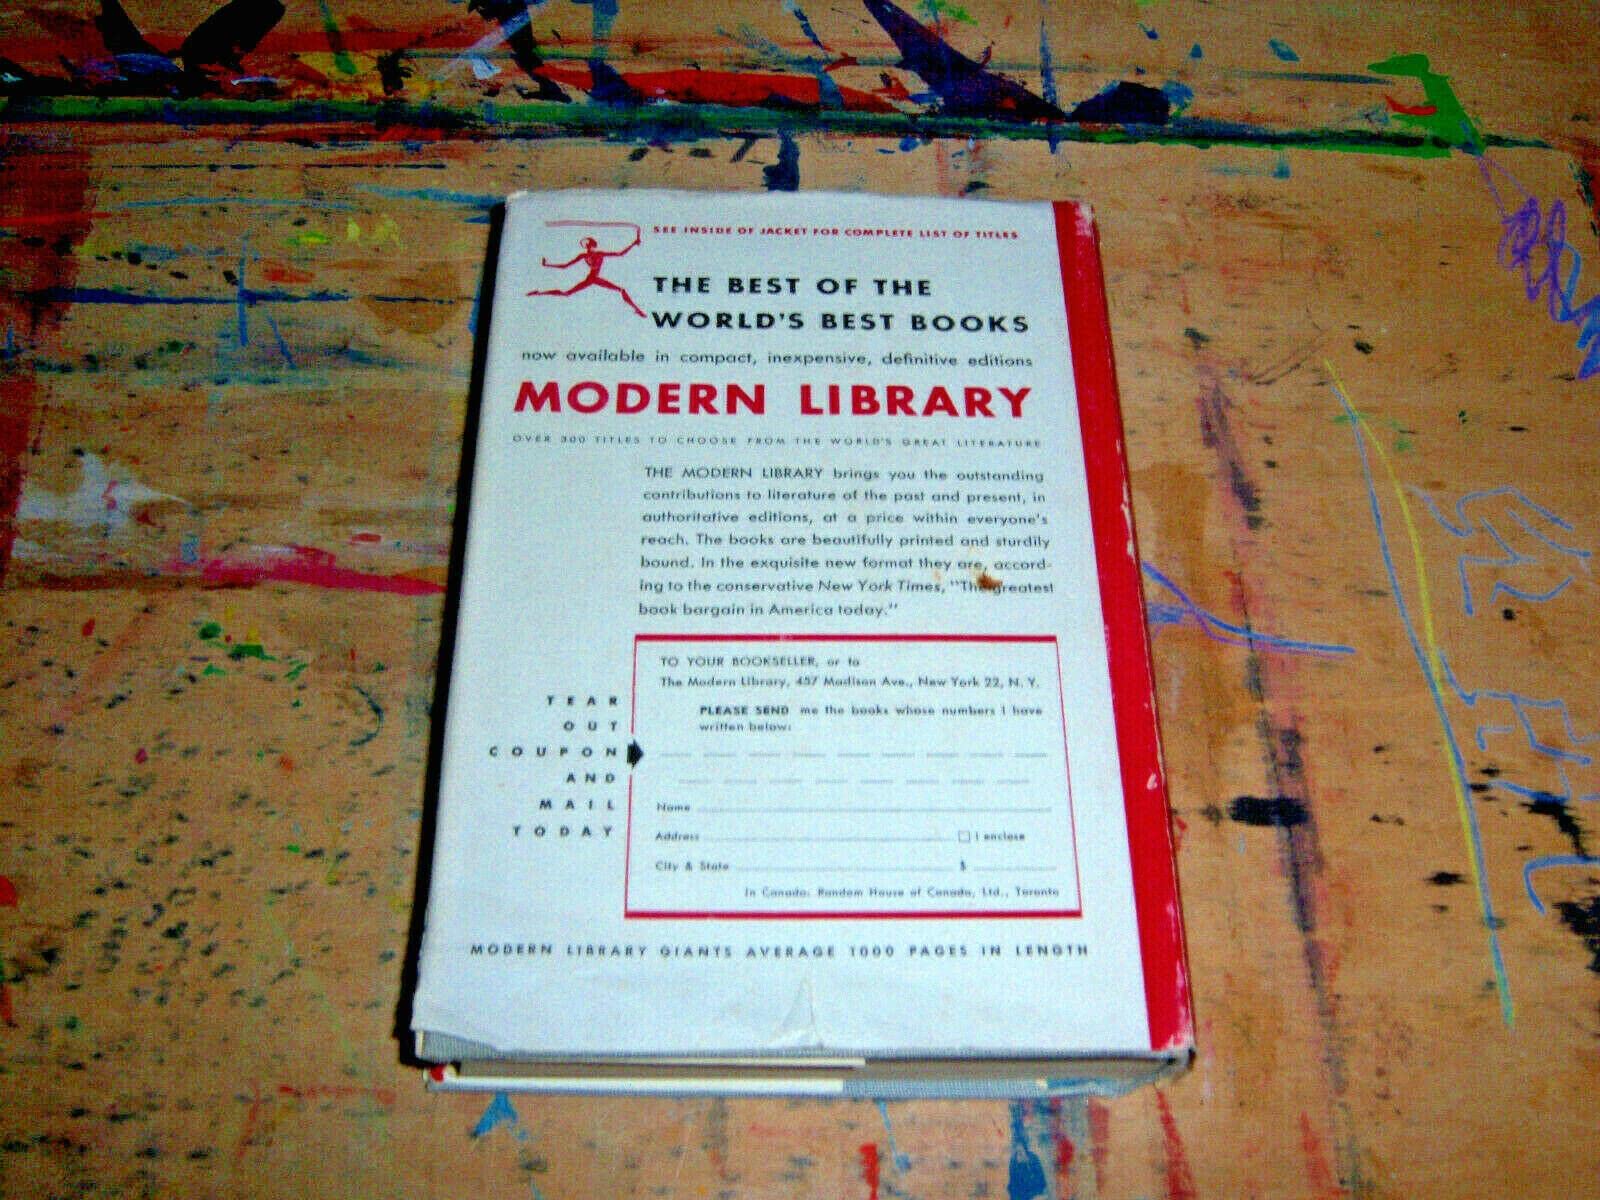 SEE INSIDE OF JACKET FOR COMPLETE LIST OF TITLES
THE BEST OF THE
WORLD'S BEST BOOKS
now available in compact, inexpensive, definitive editions
MODERN LIBRARY
OVER 300 TITLES TO CHOOSE FROM THE WORLD'S GREAT LITERATURE
THE MODERN LIBRARY brings you the outstanding
contributions to literature of the past and present, in
authoritative editions, at a price within everyone's
reach. The books are beautifully printed and sturdily
bound. In the exquisite new format they are, accord-
ing to the conservative New York Times, "The greatest
book bargain in America today."
TEAR
OUT
COUPON
AND
MAIL
TODAY
TO YOUR BOOKSELLER, or to
The Modern Library, 457 Madison Ave., New York 22, N. Y.
PLEASE SEND me the books whose numbers I have
written below:
Name
Address I enclose
City & State $
In Canada: Random House of Canada, Ltd., Toronto
MODERN LIBRARY GIANTS AVERAGE 1000 PAGES IN LENGTH